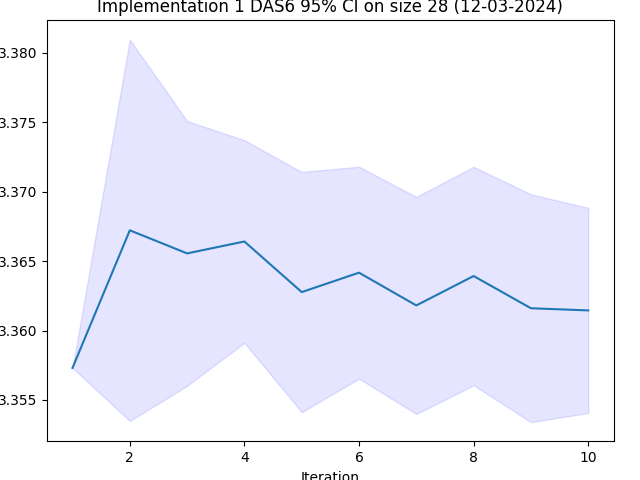 Implementation 1 DAS6 95% CI on size 28 (12-03-2024)
3.380
3.375
3.370
3.365
3.360
3.355
2 4 6 8 10
Iteration